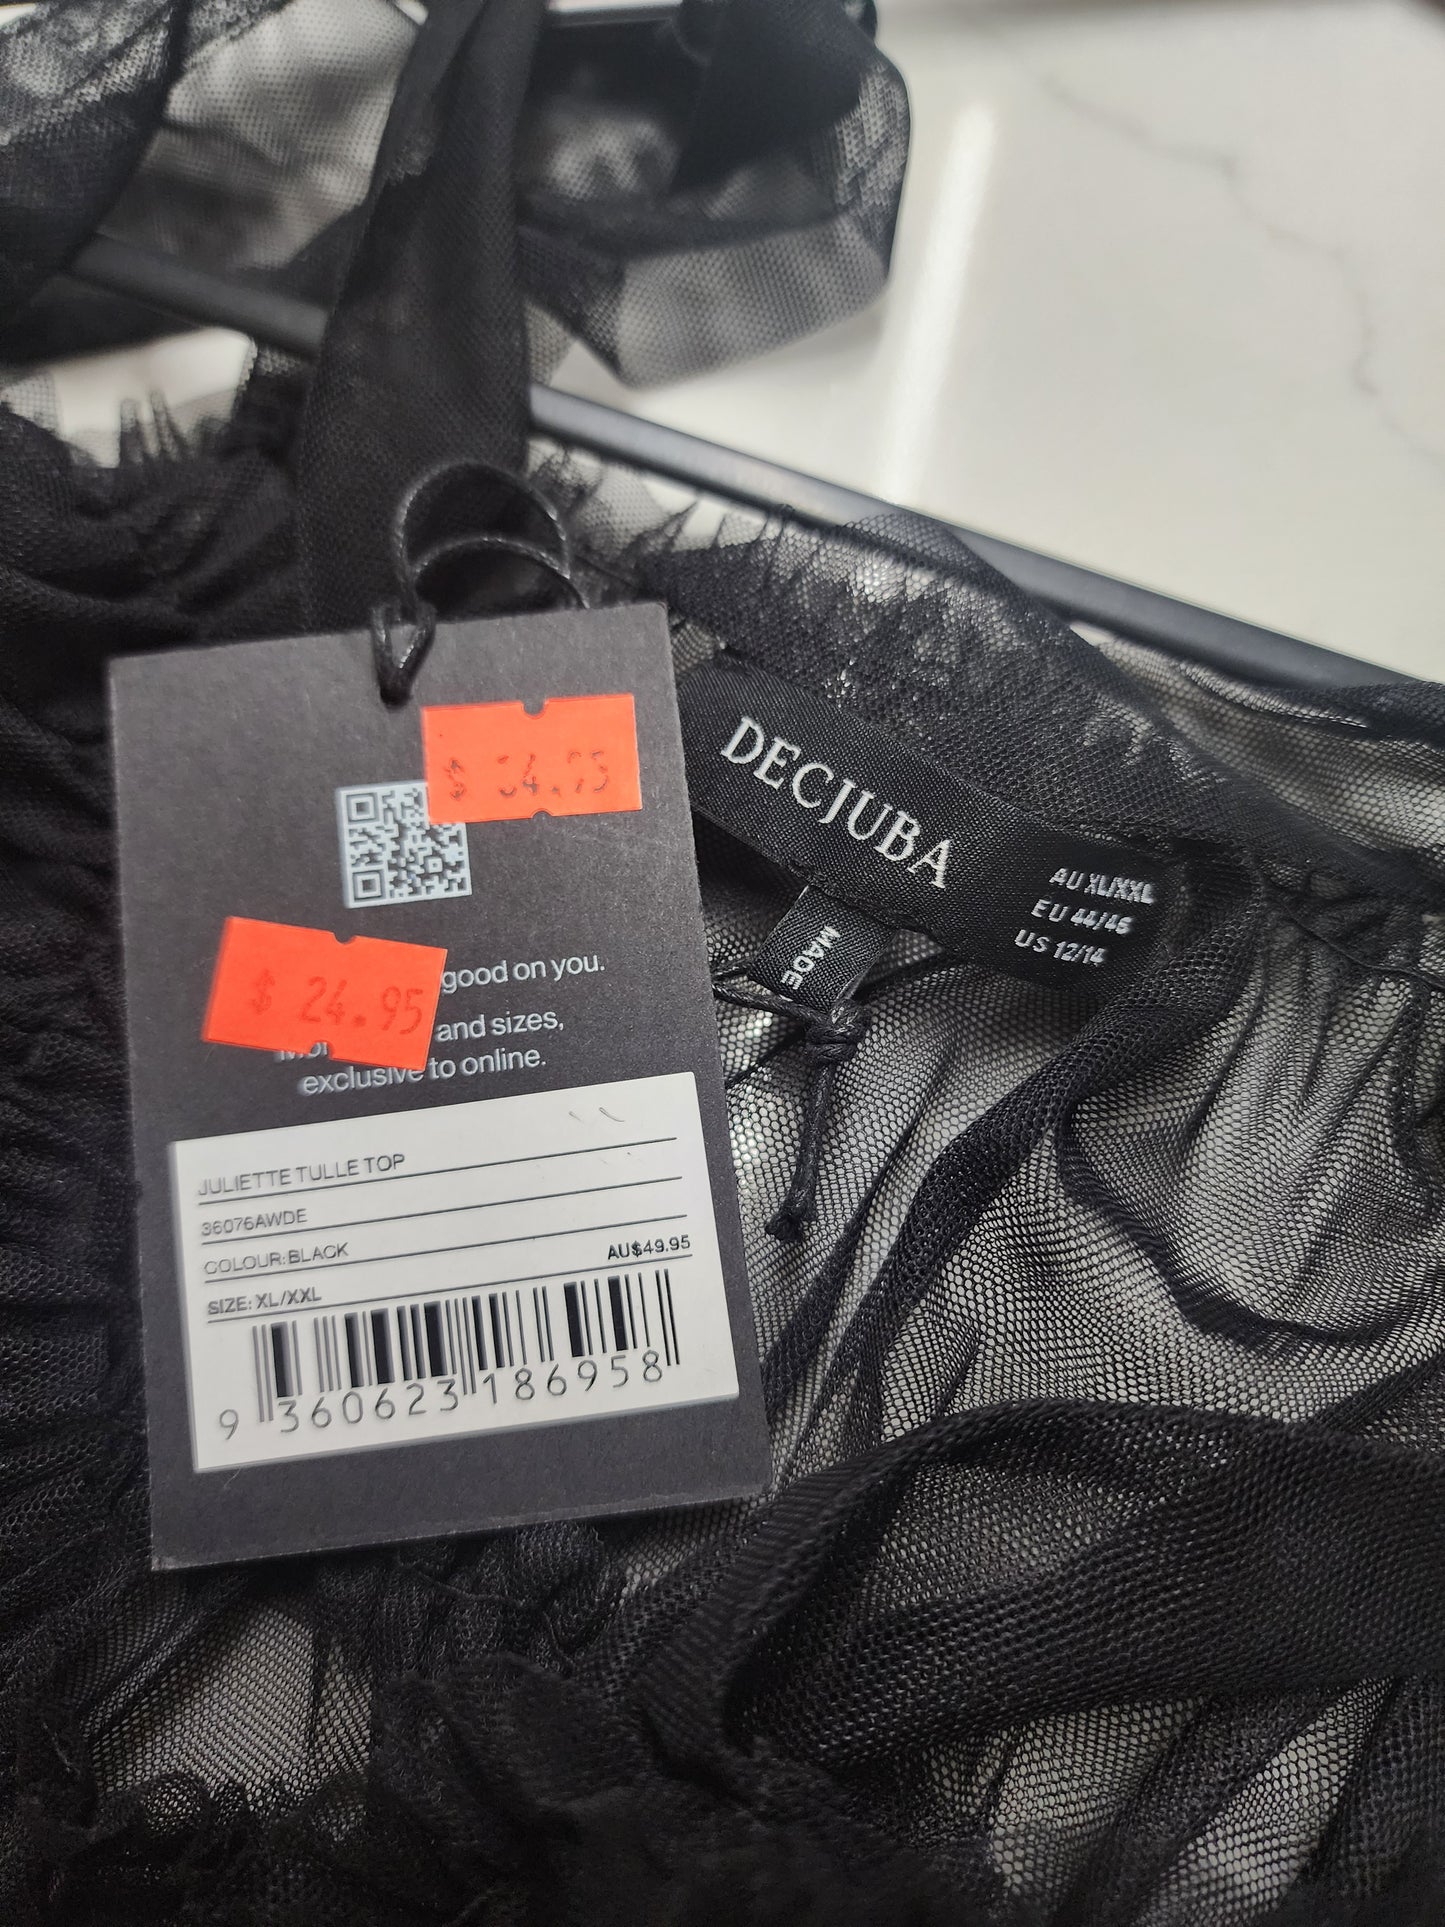 $ 34.95
$ 24.95
good on you.
and sizes,
exclusive to online.
JULIETTE TULLE TOP
36076AWDE
COLOUR:BLACK
AU$49.95
SIZE: XL/XXL
9 360623 186958
DECJUBA
AU XL/XXL
EU 44/46
US 12/14
MADE